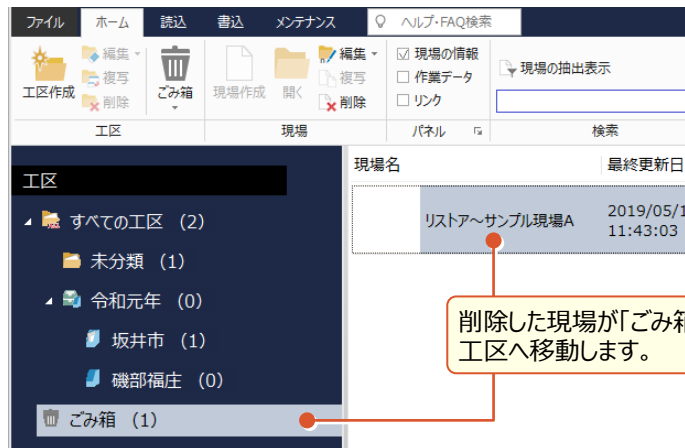 ファイル ホーム 読込 書込 メンテナンス ヘルプ・FAQ検索
工区作成
編集
複写
削除
ごみ箱
工区
現場作成
開く
編集
複写
削除
現場
現場の情報
作業データ
リンク
パネル
現場の抽出表示
検索
工区
すべての工区 (2)
未分類 (1)
令和元年 (0)
坂井市 (1)
磯部福庄 (0)
ごみ箱 (1)
現場名 最終更新日
リストア～サンプル現場A
2019/05/1
11:43:03
削除した現場が「ごみ箱
工区へ移動します。